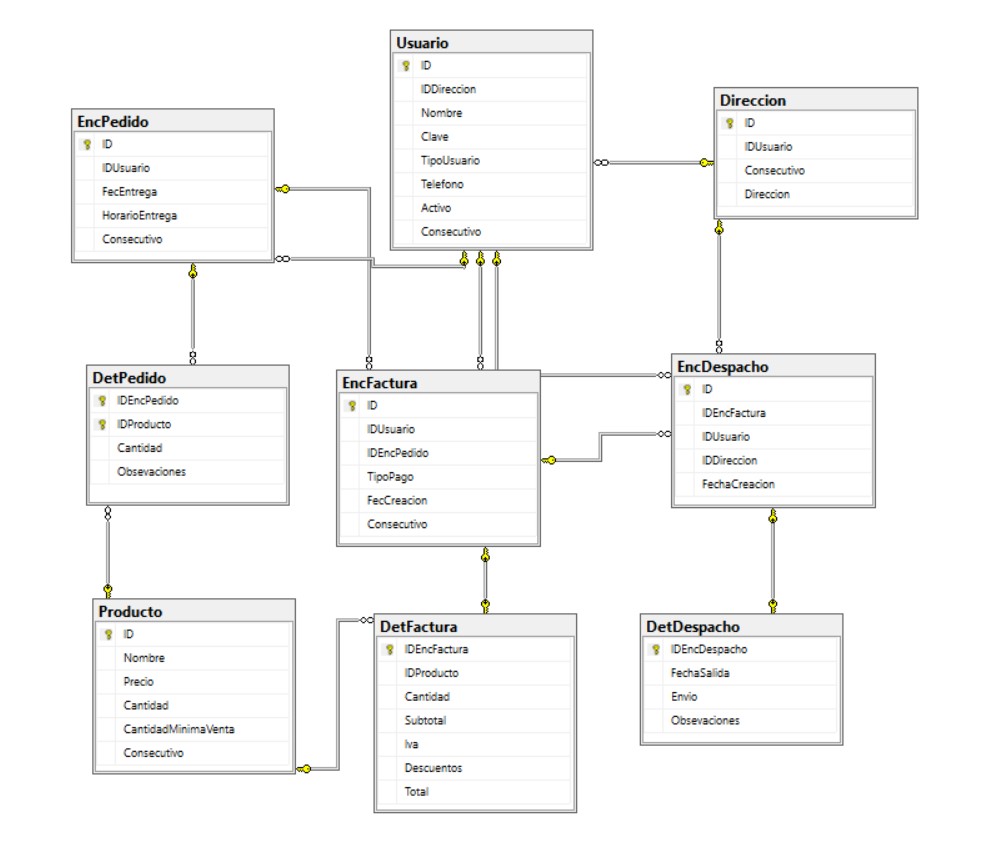 Usuario
ID
IDDireccion
Nombre
Clave
TipoUsuario
Telefono
Activo
Consecutivo
Direccion
ID
IDUsuario
Consecutivo
Direccion
EncPedido
ID
IDUsuario
FecEntrega
HorarioEntrega
Consecutivo
DetPedido
IDEncPedido
IDProducto
Cantidad
Obsevaciones
EncFactura
ID
IDUsuario
IDEncPedido
TipoPago
FecCreacion
Consecutivo
EncDespacho
ID
IDEncFactura
IDUsuario
IDDireccion
FechaCreacion
Producto
ID
Nombre
Precio
Cantidad
CantidadMinimaVenta
Consecutivo
DetFactura
IDEncFactura
IDProducto
Cantidad
Subtotal
Iva
Descuentos
Total
DetDespacho
IDEncDespacho
FechaSalida
Envio
Obsevaciones